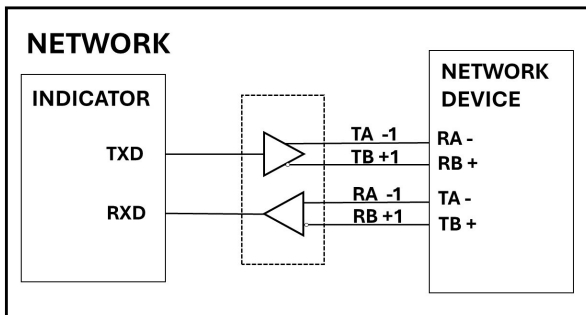 NETWORK
INDICATOR
TXD
RXD
TA -1
TB +1
RA -1
RB +1
NETWORK
DEVICE
RA -
RB +
TA -
TB +